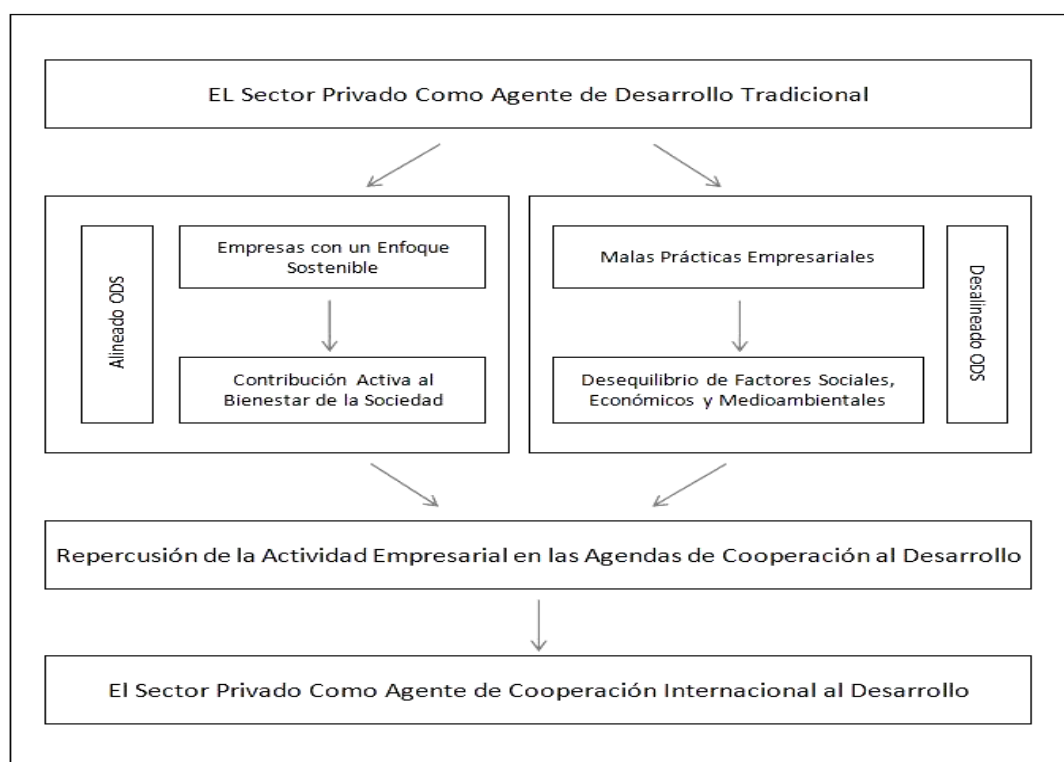 EL Sector Privado Como Agente de Desarrollo Tradicional
Alineado ODS
Empresas con un Enfoque
Sostenible
Contribución Activa al
Bienestar de la Sociedad
Malas Prácticas Empresariales
Desequilibrio de Factores Sociales,
Económicos y Medioambientales
Desalineado ODS
Repercusión de la Actividad Empresarial en las Agendas de Cooperación al Desarrollo
El Sector Privado Como Agente de Cooperación Internacional al Desarrollo